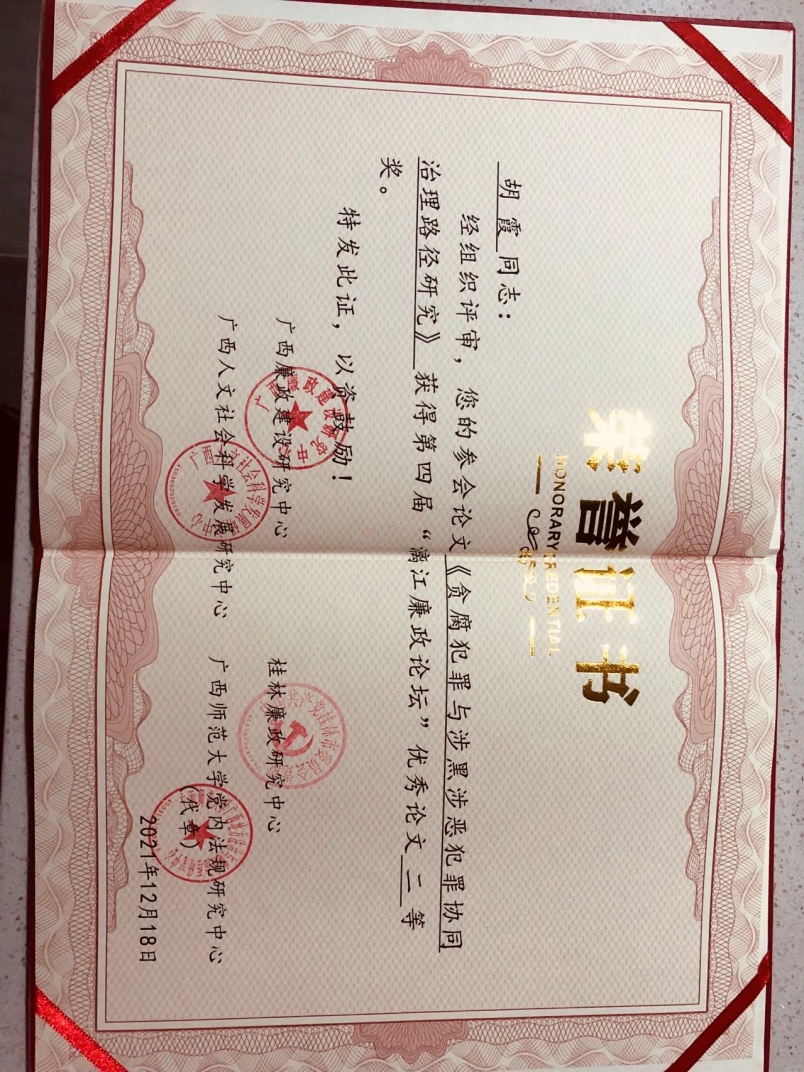 荣誉证书
HONORARY CREDENTIAL
胡霞同志：
经组织评审，您的参会论文《贪腐犯罪与涉黑涉恶犯罪协同
治理路径研究》获得第四届“漓江廉政论坛”优秀论文二等
奖。
特发此证，以资鼓励！
广西廉政建设研究中心 桂林廉政研究中心
广西人文社会科学发展研究中心 广西师范大学党内法规研究中心
（代章）
2021年12月18日